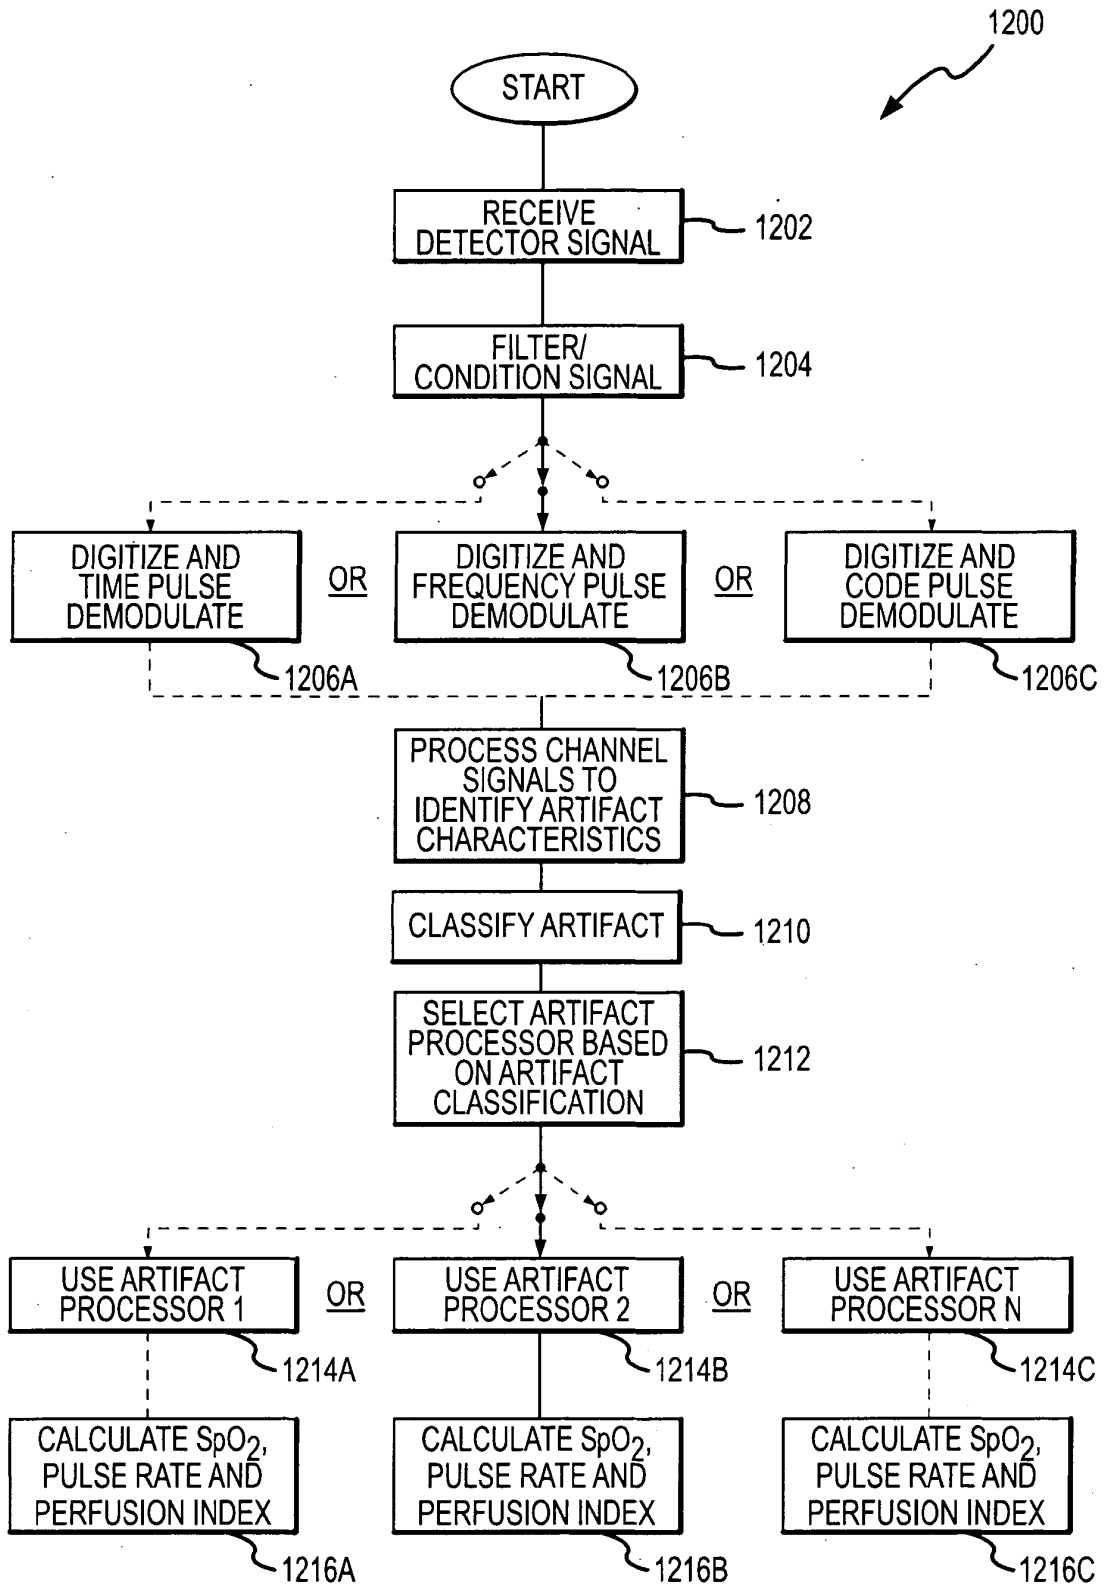 1200
START
RECEIVE
DETECTOR SIGNAL
1202
FILTER/
CONDITION SIGNAL
1204
DIGITIZE AND
TIME PULSE
DEMODULATE
1206A
OR
DIGITIZE AND
FREQUENCY PULSE
DEMODULATE
1206B
OR
DIGITIZE AND
CODE PULSE
DEMODULATE
1206C
PROCESS CHANNEL
SIGNALS TO
IDENTIFY ARTIFACT
CHARACTERISTICS
1208
CLASSIFY ARTIFACT
1210
SELECT ARTIFACT
PROCESSOR BASED
ON ARTIFACT
CLASSIFICATION
1212
USE ARTIFACT
PROCESSOR 1
1214A
OR
USE ARTIFACT
PROCESSOR 2
1214B
OR
USE ARTIFACT
PROCESSOR N
1214C
CALCULATE SpO2,
PULSE RATE AND
PERFUSION INDEX
1216A
CALCULATE SpO2,
PULSE RATE AND
PERFUSION INDEX
1216B
CALCULATE SpO2,
PULSE RATE AND
PERFUSION INDEX
1216C